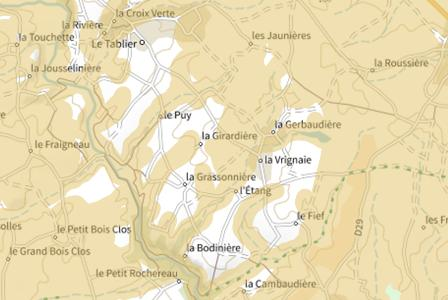 la Croix Verte
la Rivière
la Touchette
Le Tablier
les Jaunières
la Roussière
la Jousselinière
le Puy
la Gerbaudière
la Girardière
le Fraigneau
la Vrignaie
la Grassonnière
l'Étang
le Fief
les Fr
D29
olles
le Petit Bois Clos
la Bodinière
le Grand Bois Clos
le Petit Rochereau
la Cambaudière